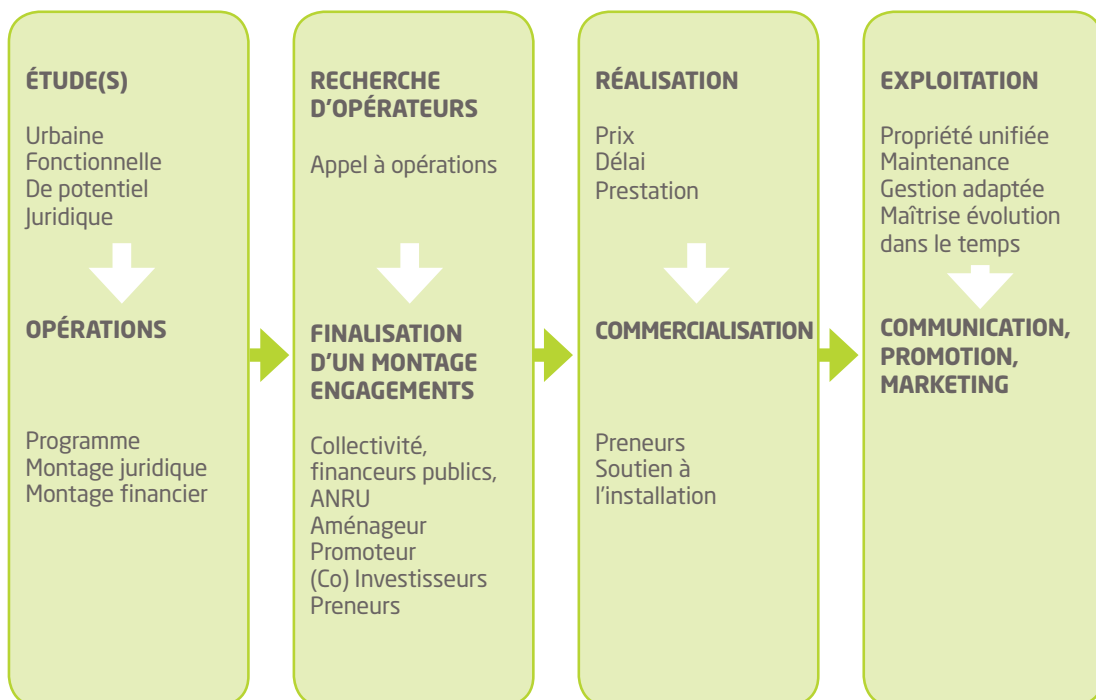 ÉTUDE(S)
Urbaine
Fonctionnelle
De potentiel
Juridique
OPÉRATIONS
Programme
Montage juridique
Montage financier
RECHERCHE
D'OPÉRATEURS
Appel à opérations
FINALISATION
D'UN MONTAGE
ENGAGEMENTS
Collectivité,
financeurs publics,
ANRU
Aménageur
Promoteur
(Co) Investisseurs
Preneurs
RÉALISATION
Prix
Délai
Prestation
COMMERCIALISATION
Preneurs
Soutien à
l'installation
EXPLOITATION
Propriété unifiée
Maintenance
Gestion adaptée
Maîtrise évolution
dans le temps
COMMUNICATION,
PROMOTION,
MARKETING